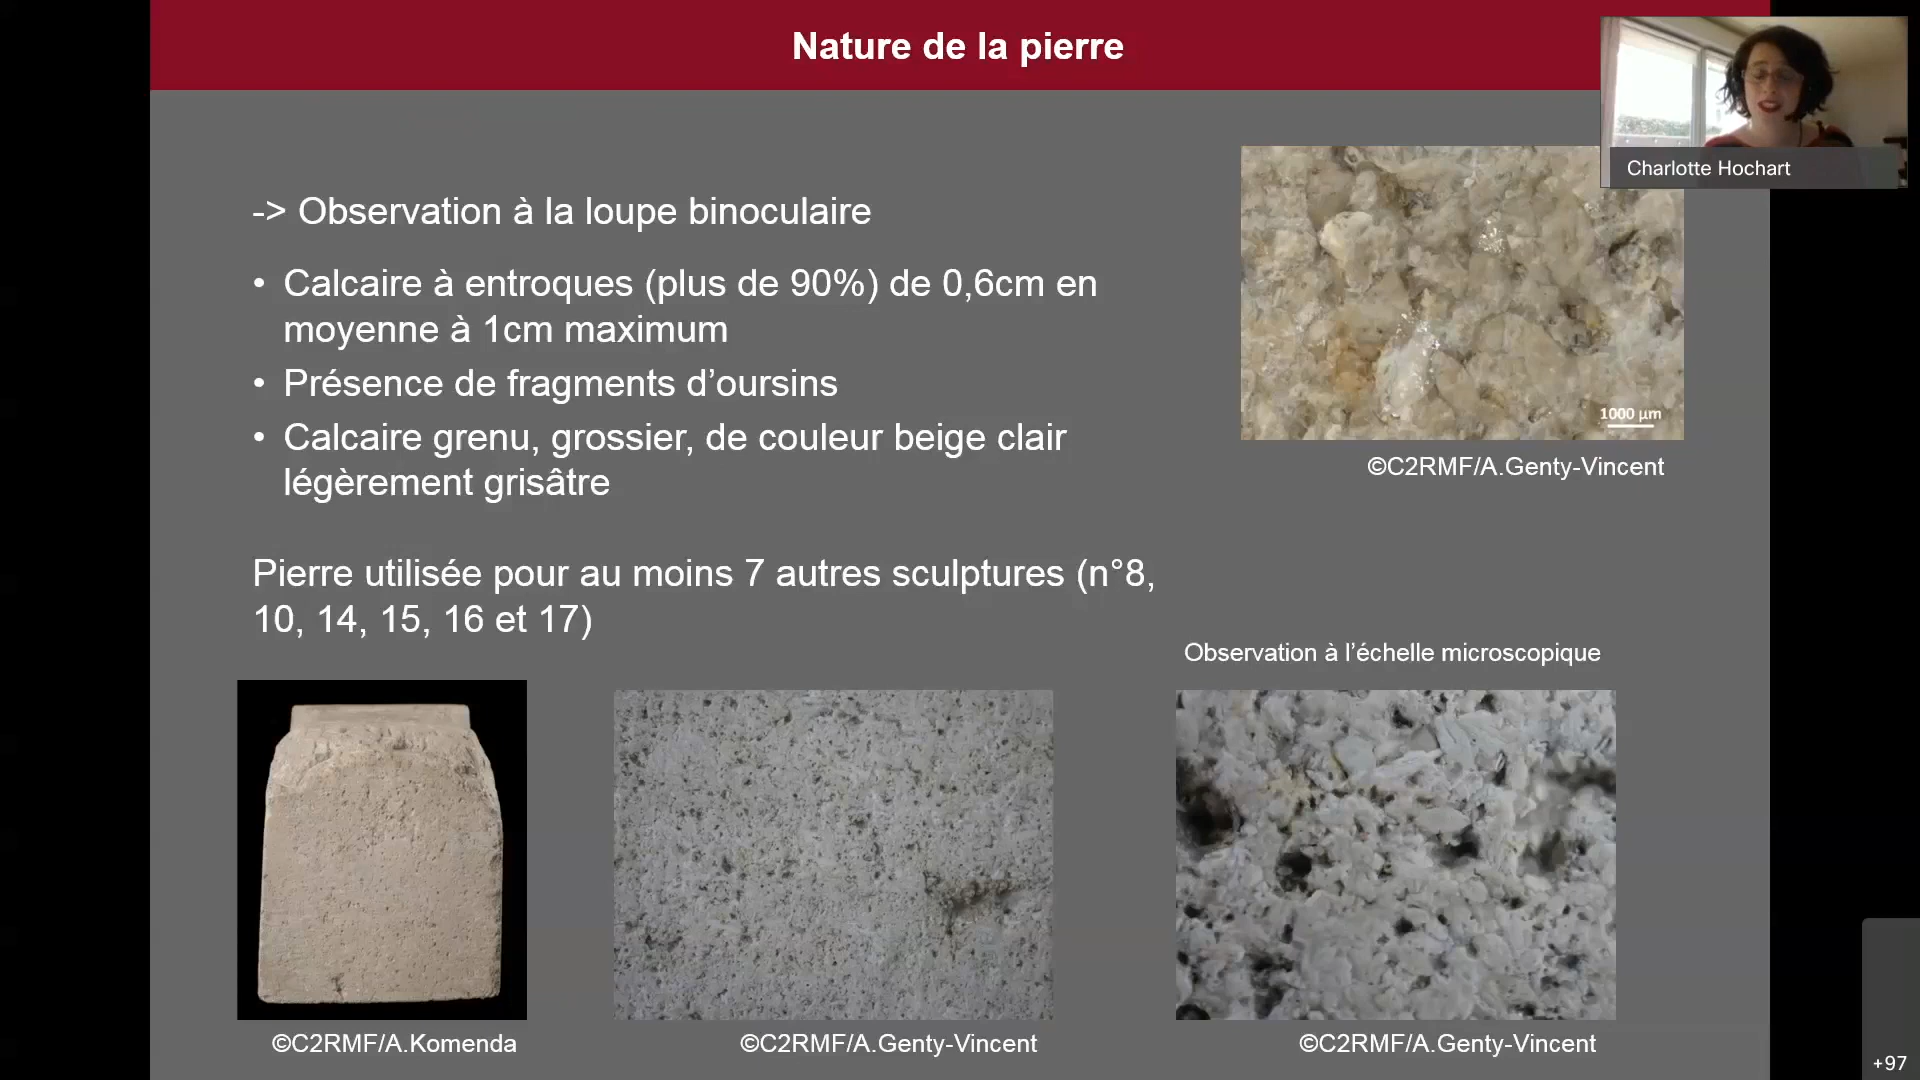 Nature de la pierre
Charlotte Hochart
-> Observation à la loupe binoculaire
• Calcaire à entroques (plus de 90%) de 0,6cm en
moyenne à 1cm maximum
• Présence de fragments d’oursins
• Calcaire grenu, grossier, de couleur beige clair
légèrement grisâtre
1000 µm
©C2RMF/A.Genty-Vincent
Pierre utilisée pour au moins 7 autres sculptures (n°8,
10, 14, 15, 16 et 17)
Observation à l’échelle microscopique
©C2RMF/A.Komenda
©C2RMF/A.Genty-Vincent
©C2RMF/A.Genty-Vincent
+97